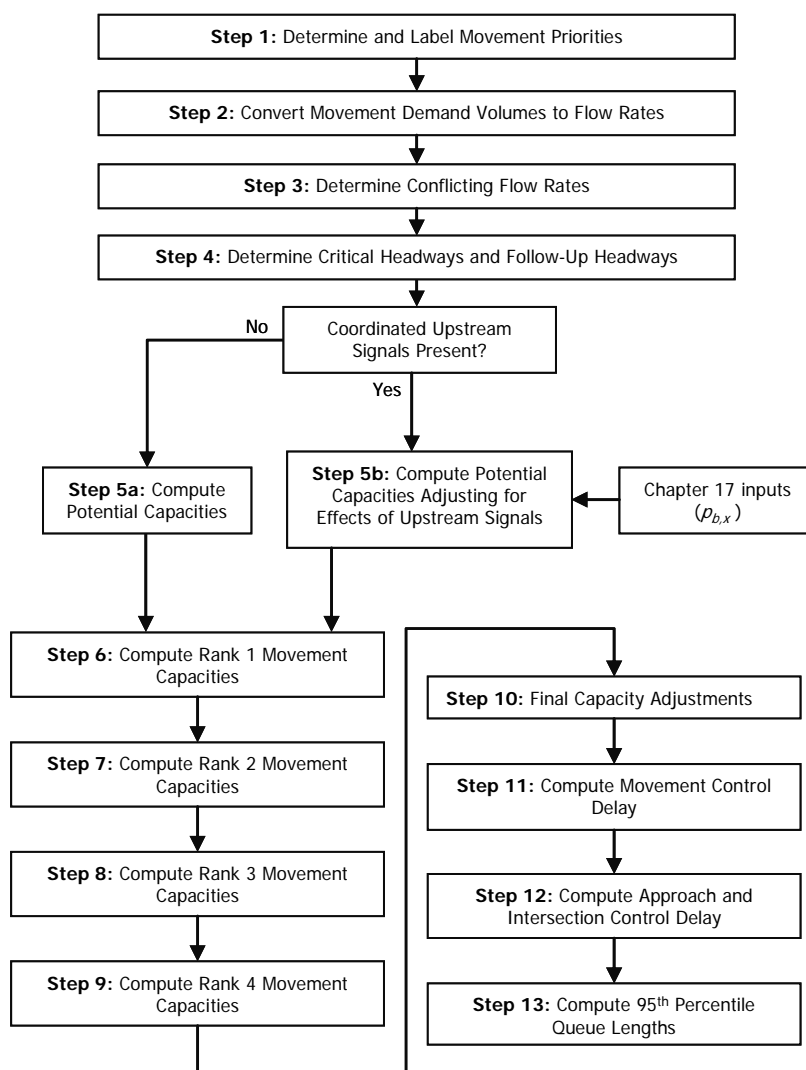 Step 1: Determine and Label Movement Priorities
Step 2: Convert Movement Demand Volumes to Flow Rates
Step 3: Determine Conflicting Flow Rates
Step 4: Determine Critical Headways and Follow-Up Headways
Coordinated Upstream
Signals Present?
No
Yes
Step 5a: Compute
Potential Capacities
Step 5b: Compute Potential
Capacities Adjusting for
Effects of Upstream Signals
Chapter 17 inputs
(p_{b,x})
Step 6: Compute Rank 1 Movement
Capacities
Step 7: Compute Rank 2 Movement
Capacities
Step 8: Compute Rank 3 Movement
Capacities
Step 9: Compute Rank 4 Movement
Capacities
Step 10: Final Capacity Adjustments
Step 11: Compute Movement Control
Delay
Step 12: Compute Approach and
Intersection Control Delay
Step 13: Compute 95th Percentile
Queue Lengths